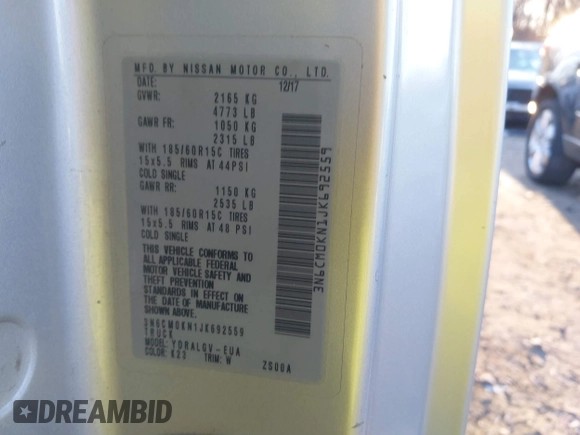 MFG. BY NISSAN MOTOR CO., LTD.
DATE: 12/17
GVWR: 2165 KG
4773 LB
GAWR FR: 1050 KG
2315 LB
WITH 185/60R15C TIRES
15x5.5 RIMS AT 44PSI
COLD SINGLE
GAWR RR: 1150 KG
2535 LB
WITH 185/60R15C TIRES
15x5.5 RIMS AT 48 PSI
COLD SINGLE
THIS VEHICLE CONFORMS TO
ALL APPLICABLE FEDERAL
MOTOR VEHICLE SAFETY AND
THEFT PREVENTION
STANDARDS IN EFFECT ON
THE DATE OF MANUFACTURE
SHOWN ABOVE.
3N6CM0KN1JK692559
TRUCK
MODEL: YDRALGV-EUA
COLOR: K23 TRIM: W ZS00A
3N6CM0KN1JK692559
DREAMBID